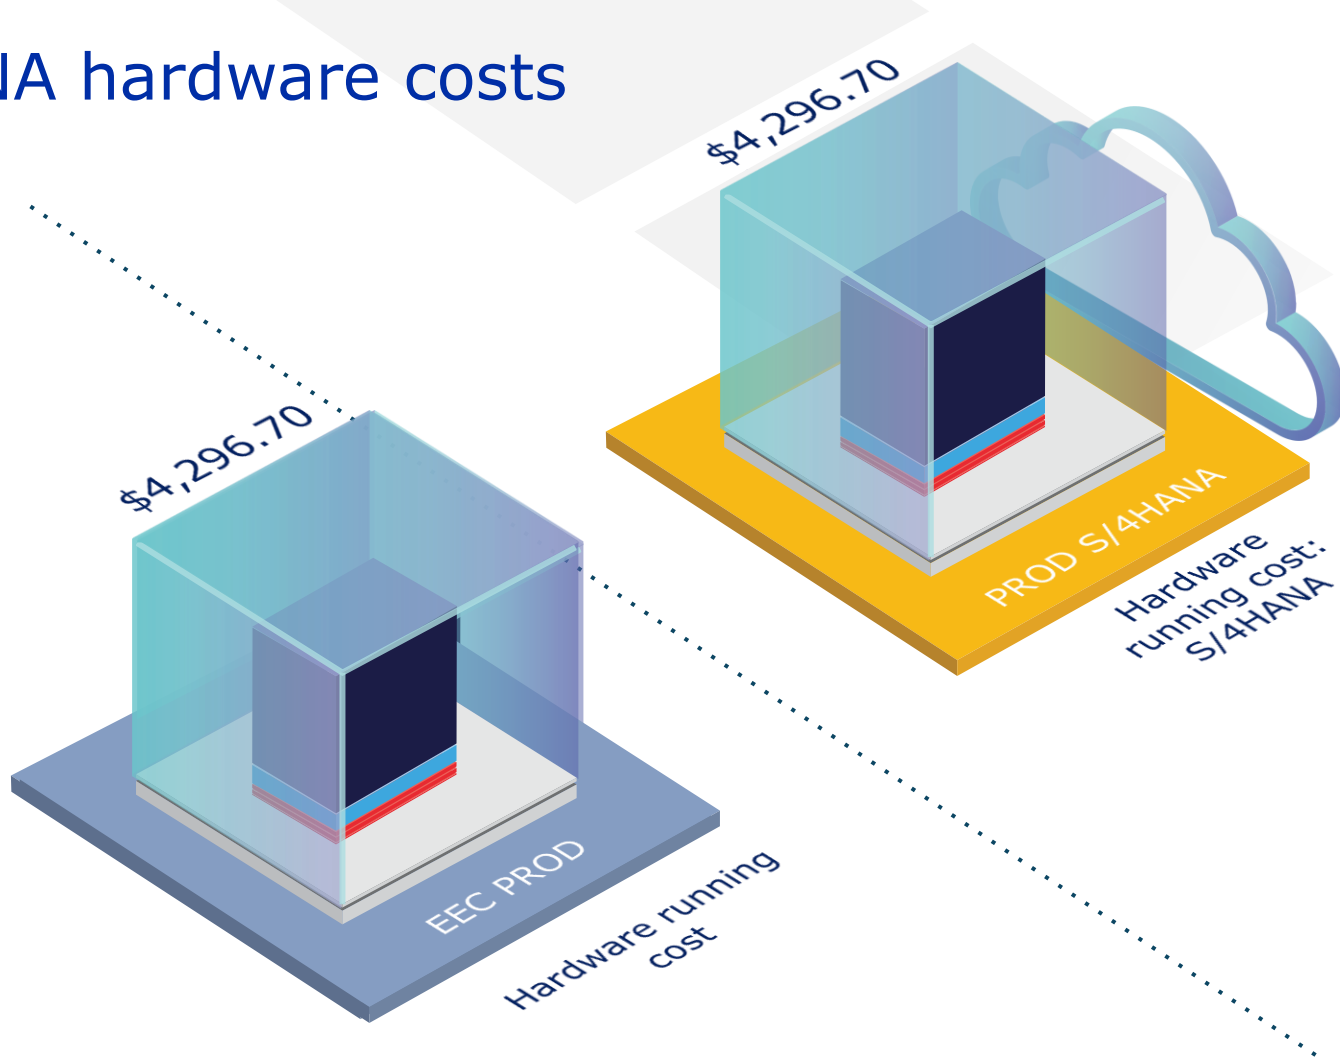 NA hardware costs
$4,296.70
PROD S/4HANA
Hardware
running cost:
S/4HANA
$4,296.70
EEC PROD
Hardware running
cost